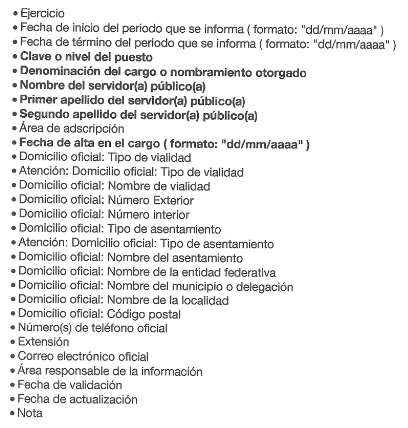 • Ejercicio
• Fecha de inicio del periodo que se informa ( formato: "dd/mm/aaaa" )
• Fecha de término del periodo que se informa ( formato: "dd/mm/aaaa" )
• Clave o nivel del puesto
• Denominación del cargo o nombramiento otorgado
• Nombre del servidor(a) público(a)
• Primer apellido del servidor(a) público(a)
• Segundo apellido del servidor(a) público(a)
• Área de adscripción
• Fecha de alta en el cargo ( formato: "dd/mm/aaaa" )
• Domicilio oficial: Tipo de vialidad
• Atención: Domicilio oficial: Tipo de vialidad
• Domicilio oficial: Nombre de vialidad
• Domicilio oficial: Número Exterior
• Domicilio oficial: Número interior
• Domicilio oficial: Tipo de asentamiento
• Atención: Domicilio oficial: Tipo de asentamiento
• Domicilio oficial: Nombre del asentamiento
• Domicilio oficial: Nombre de la entidad federativa
• Domicilio oficial: Nombre del municipio o delegación
• Domicilio oficial: Nombre de la localidad
• Domicilio oficial: Código postal
• Número(s) de teléfono oficial
• Extensión
• Correo electrónico oficial
• Área responsable de la información
• Fecha de validación
• Fecha de actualización
• Nota